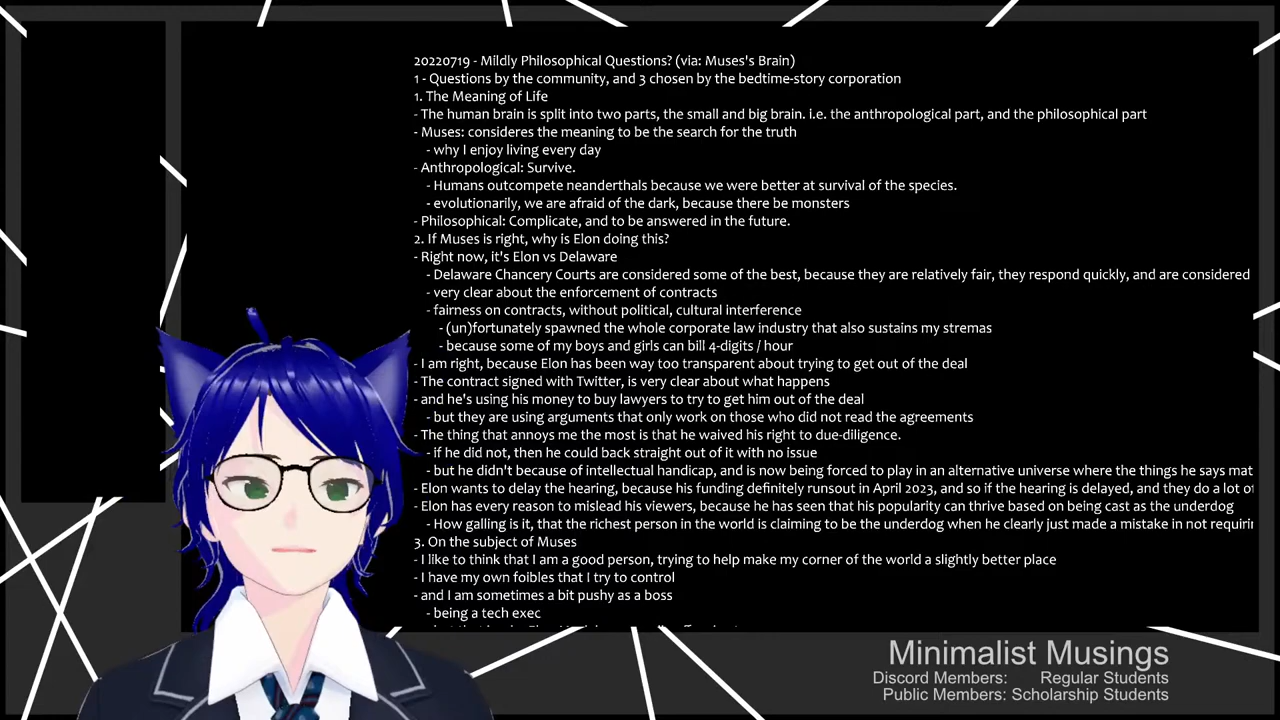 20220719 - Mildly Philosophical Questions? (via: Muses's Brain)
1 - Questions by the community, and 3 chosen by the bedtime-story corporation
1. The Meaning of Life
- The human brain is split into two parts, the small and big brain. i.e. the anthropological part, and the philosophical part
- Muses: consideres the meaning to be the search for the truth
- why I enjoy living every day
- Anthropological: Survive.
- Humans outcompete neanderthals because we were better at survival of the species.
- evolutionarily, we are afraid of the dark, because there be monsters
- Philosophical: Complicate, and to be answered in the future.
2. If Muses is right, why is Elon doing this?
- Right now, it's Elon vs Delaware
- Delaware Chancery Courts are considered some of the best, because they are relatively fair, they respond quickly, and are considered
- very clear about the enforcement of contracts
- fairness on contracts, without political, cultural interference
- (un)fortunately spawned the whole corporate law industry that also sustains my stremas
- because some of my boys and girls can bill 4-digits / hour
- I am right, because Elon has been way too transparent about trying to get out of the deal
- The contract signed with Twitter, is very clear about what happens
- and he's using his money to buy lawyers to try to get him out of the deal
- but they are using arguments that only work on those who did not read the agreements
- The thing that annoys me the most is that he waived his right to due-diligence.
- if he did not, then he could back straight out of it with no issue
- but he didn't because of intellectual handicap, and is now being forced to play in an alternative universe where the things he says mat
- Elon wants to delay the hearing, because his funding definitely runsout in April 2023, and so if the hearing is delayed, and they do a lot of
- Elon has every reason to mislead his viewers, because he has seen that his popularity can thrive based on being cast as the underdog
- How galling is it, that the richest person in the world is claiming to be the underdog when he clearly just made a mistake in not requirin
3. On the subject of Muses
- I like to think that I am a good person, trying to help make my corner of the world a slightly better place
- I have my own foibles that I try to control
- and I am sometimes a bit pushy as a boss
- being a tech exec
Minimalist Musings
Discord Members: Regular Students
Public Members: Scholarship Students